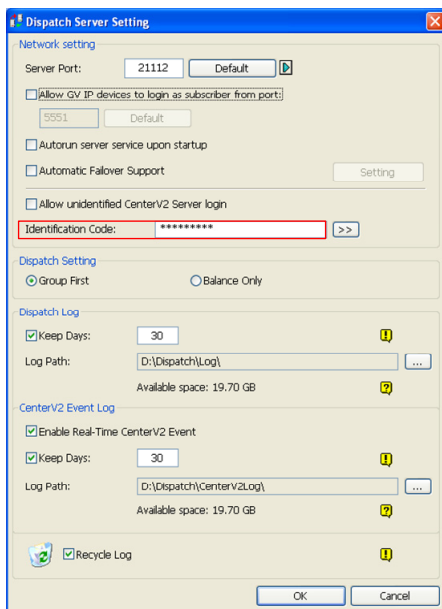 Dispatch Server Setting
Network setting
Server Port: 21112 Default
Allow GV IP devices to login as subscriber from port:
5551 Default
Autorun server service upon startup
Automatic Failover Support Setting
Allow unidentified CenterV2 Server login
Identification Code: ********* >>
Dispatch Setting
Group First Balance Only
Dispatch Log
Keep Days: 30
Log Path: D:\Dispatch\Log\ ...
Available space: 19.70 GB
CenterV2 Event Log
Enable Real-Time CenterV2 Event
Keep Days: 30
Log Path: D:\Dispatch\CenterV2Log\ ...
Available space: 19.70 GB
Recycle Log
OK Cancel